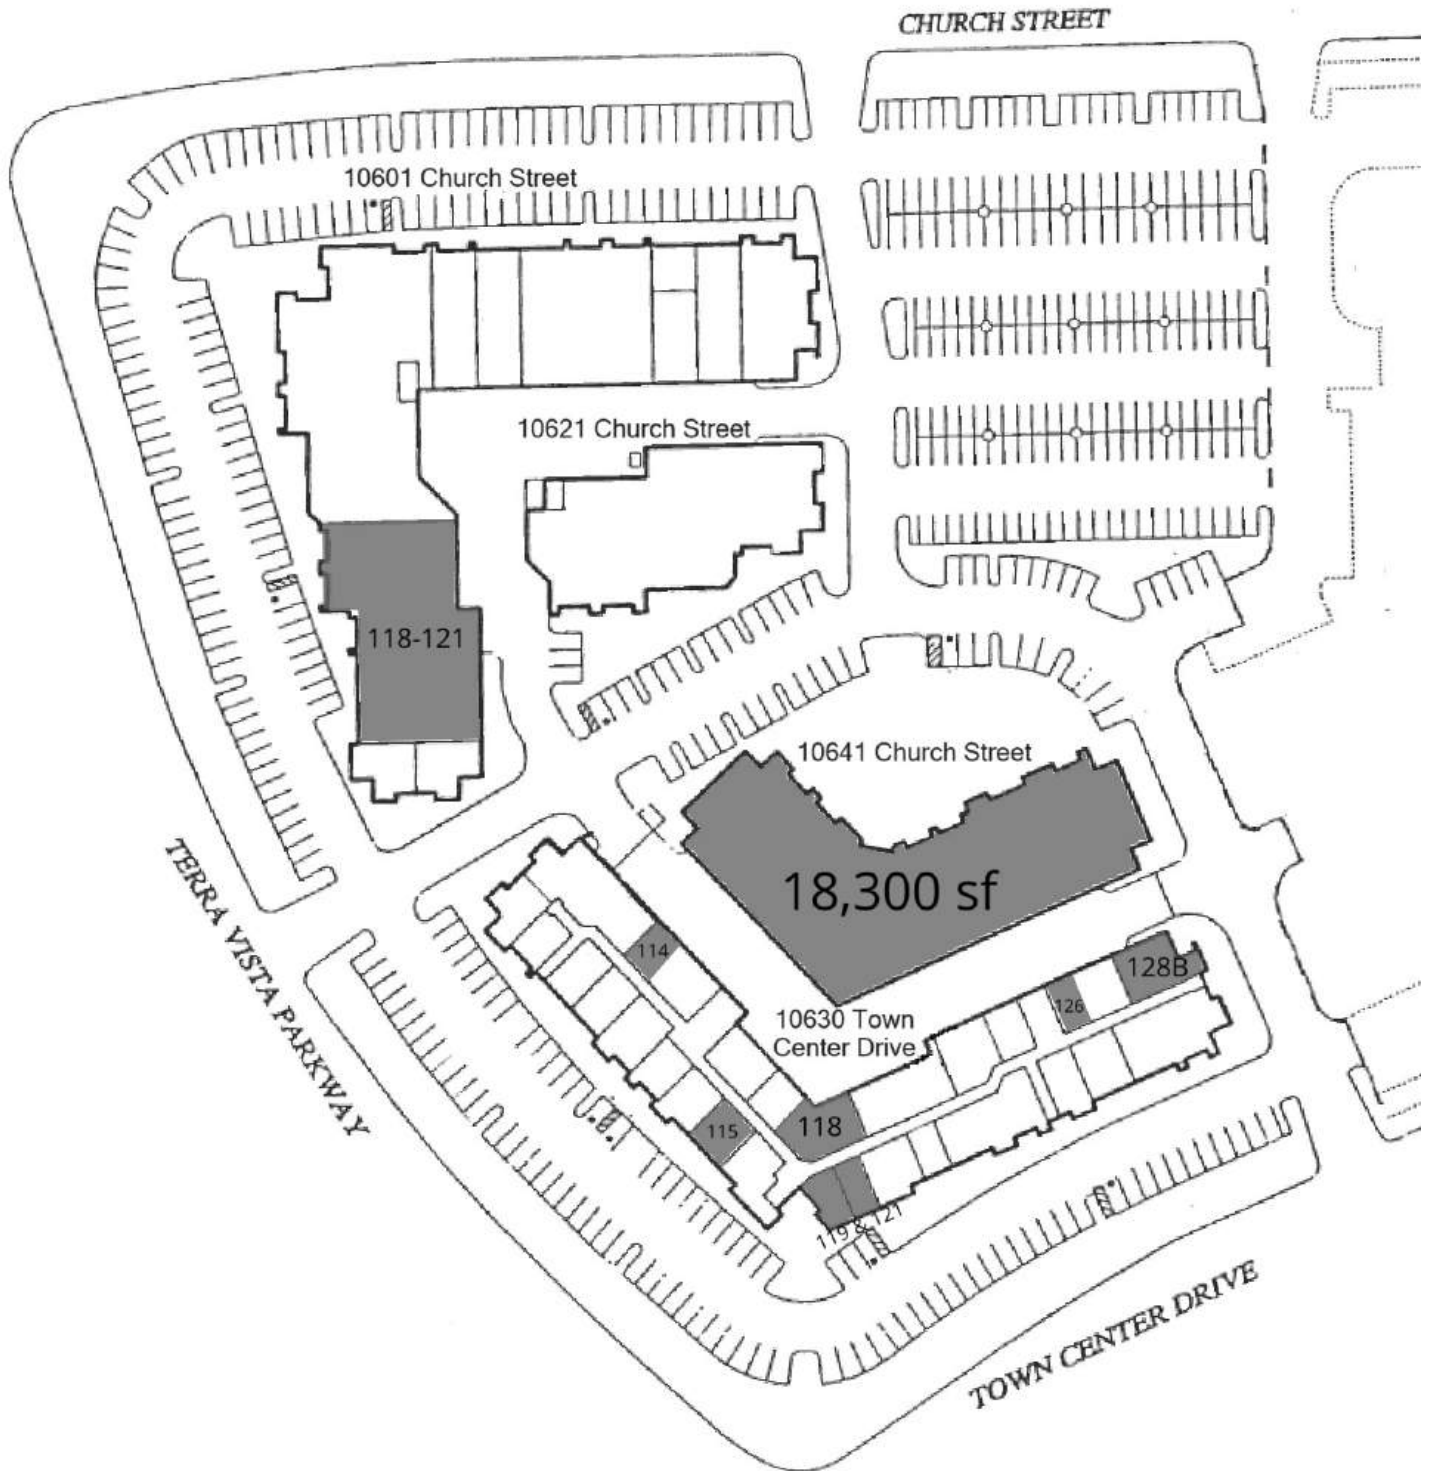 CHURCH STREET
10601 Church Street
10621 Church Street
118-121
10641 Church Street
18,300 sf
TERRA VISTA PARKWAY
114
128B
126
10630 Town
Center Drive
115
118
119 & 121
TOWN CENTER DRIVE